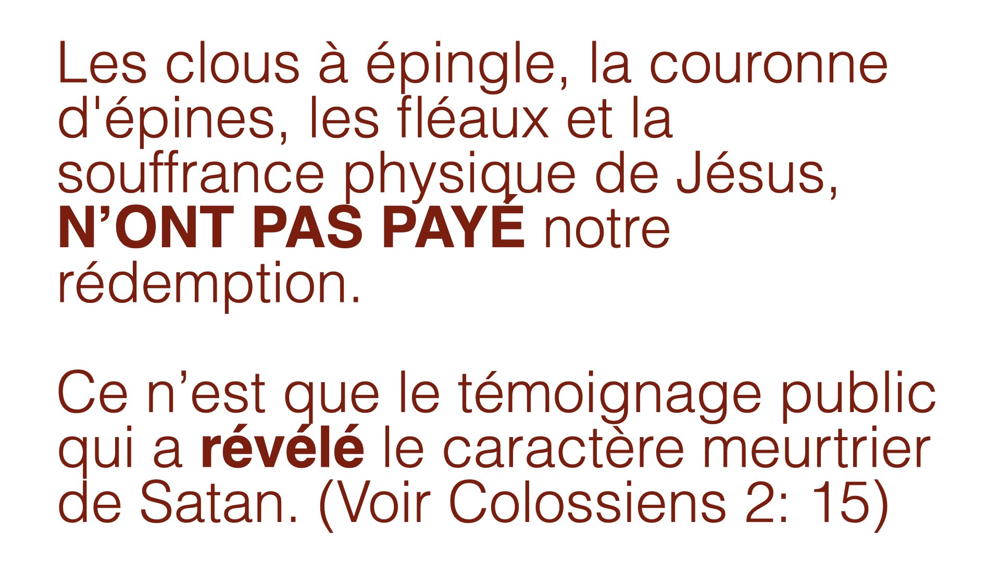 Les clous à épingle, la couronne
d'épines, les fléaux et la
souffrance physique de Jésus,
N’ONT PAS PAYÉ notre
rédemption.
Ce n’est que le témoignage public
qui a révélé le caractère meurtrier
de Satan. (Voir Colossiens 2: 15)